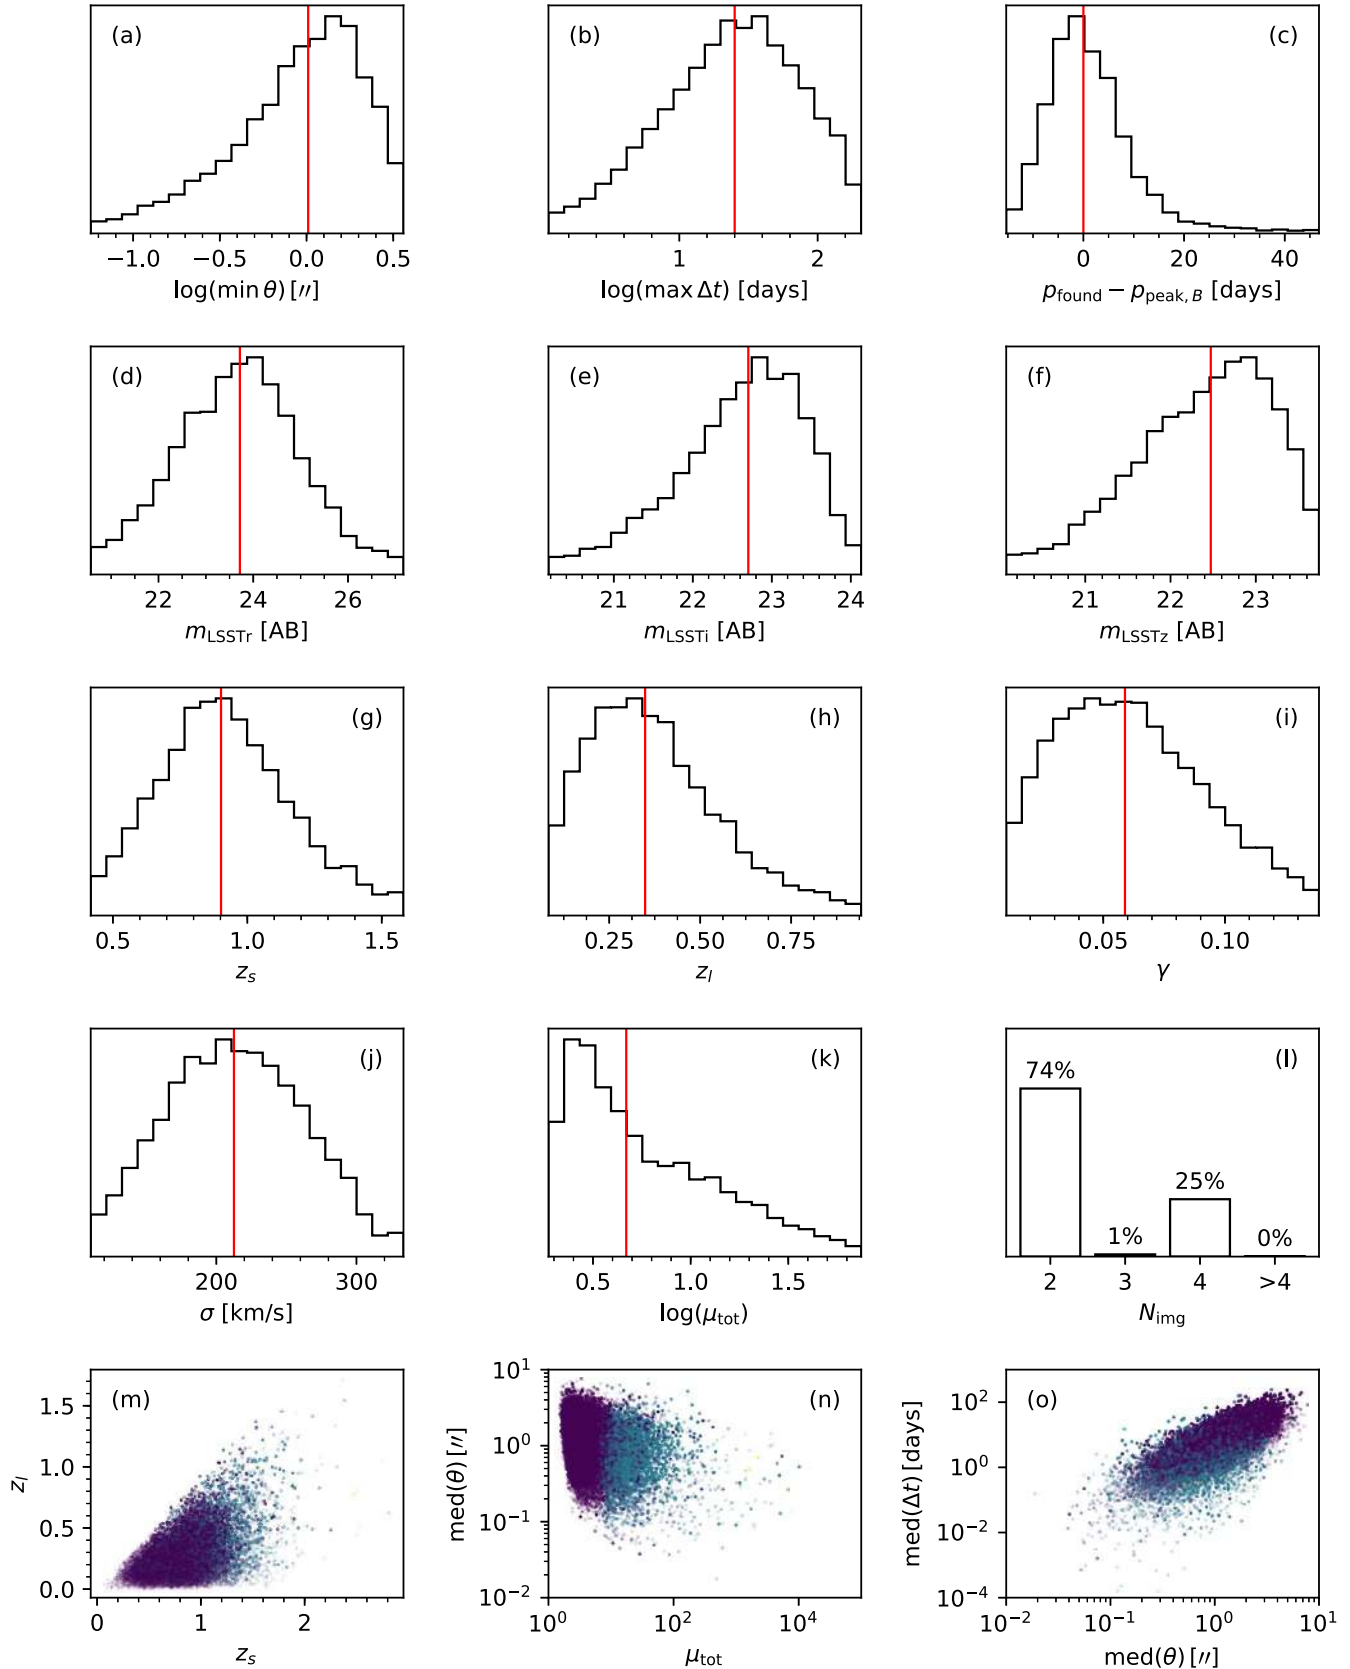 (a) (b) (c)
−1.0 −0.5 0.0 0.5 1 2 0 20 40
log(min θ) [″] log(max Δt) [days] p_found − p_peak, B [days]
(d) (e) (f)
22 24 26 21 22 23 24 21 22 23
m_LSSTr [AB] m_LSSTi [AB] m_LSSTz [AB]
(g) (h) (i)
0.5 1.0 1.5 0.25 0.50 0.75 0.05 0.10
z_s z_l γ
(j) (k) (l)
74% 1% 25% 0%
200 300 0.5 1.0 1.5 2 3 4 >4
σ [km/s] log(μ_tot) N_img
(m) (n) (o)
z_l
1.5
1.0
0.5
0.0
0 1 2
z_s
med(θ) [″]
10^1
10^0
10^−1
10^−2
10^0 10^2 10^4
μ_tot
med(Δt) [days]
10^2
10^0
10^−2
10^−4
10^−2 10^−1 10^0 10^1
med(θ) [″]